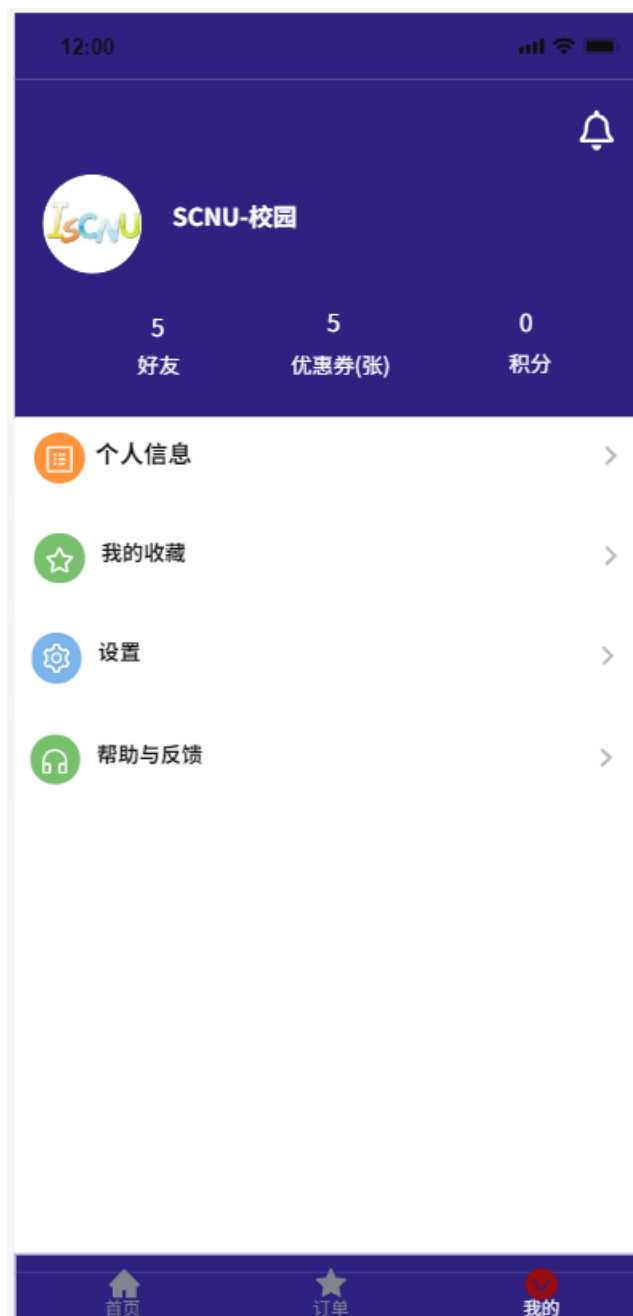 12:00
ISCNU
SCNU-校园
5
5
0
好友
优惠券(张)
积分
个人信息
我的收藏
设置
帮助与反馈
首页
订单
我的